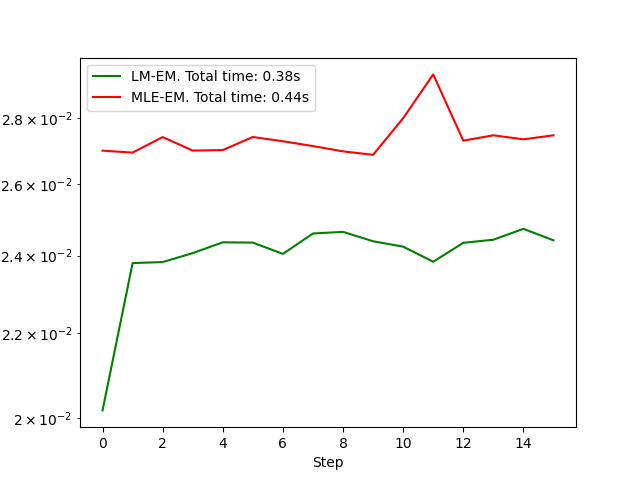 LM-EM. Total time: 0.38s
MLE-EM. Total time: 0.44s
2.8 × 10⁻²
2.6 × 10⁻²
2.4 × 10⁻²
2.2 × 10⁻²
2 × 10⁻²
0 2 4 6 8 10 12 14
Step